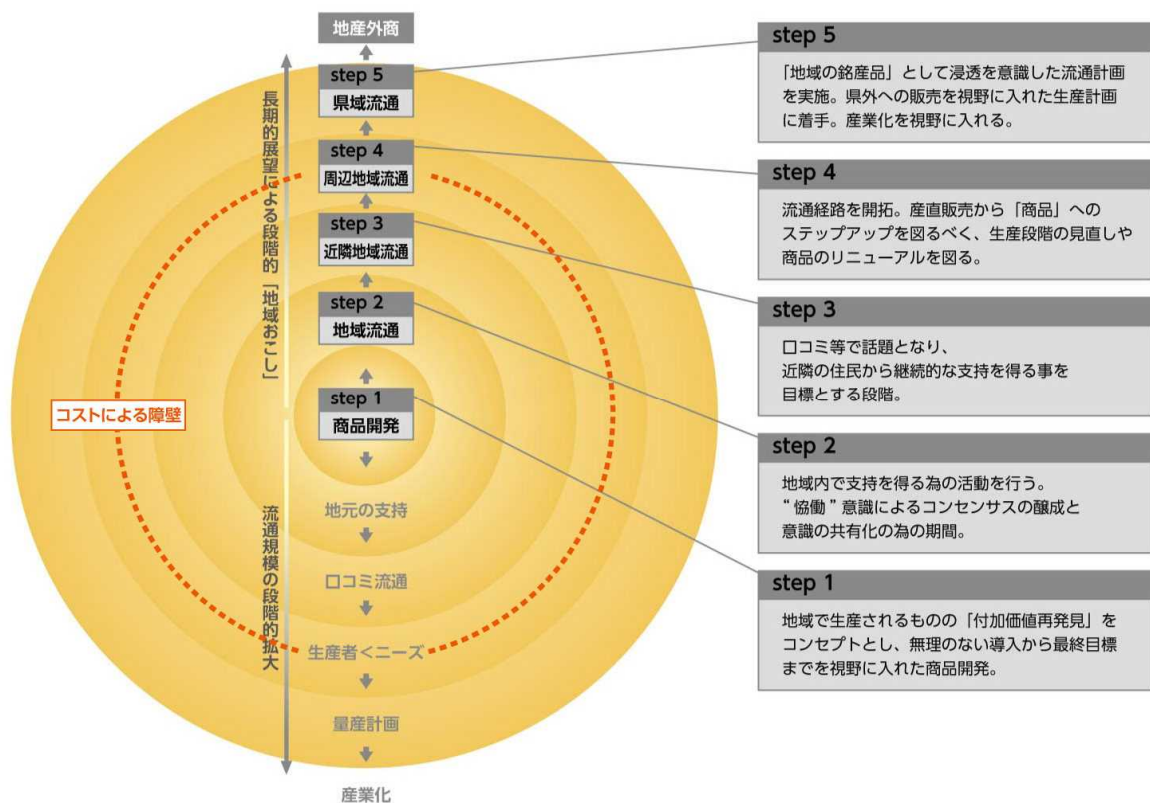 地産外商
step 5
県域流通
step 4
周辺地域流通
step 3
近隣地域流通
step 2
地域流通
step 1
商品開発
地元の支持
口コミ流通
生産者<ニーズ
量産計画
産業化
長期的展望による段階的「地域おこし」
流通規模の段階的拡大
コストによる障壁
step 5
「地域の銘産品」として浸透を意識した流通計画
を実施。県外への販売を視野に入れた生産計画
に着手。産業化を視野に入れる。
step 4
流通経路を開拓。産直販売から「商品」への
ステップアップを図るべく、生産段階の見直しや
商品のリニューアルを図る。
step 3
口コミ等で話題となり、
近隣の住民から継続的な支持を得る事を
目標とする段階。
step 2
地域内で支持を得る為の活動を行う。
“恊働”意識によるコンセンサスの醸成と
意識の共有化の為の期間。
step 1
地域で生産されるものの「付加価値再発見」を
コンセプトとし、無理のない導入から最終目標
までを視野に入れた商品開発。